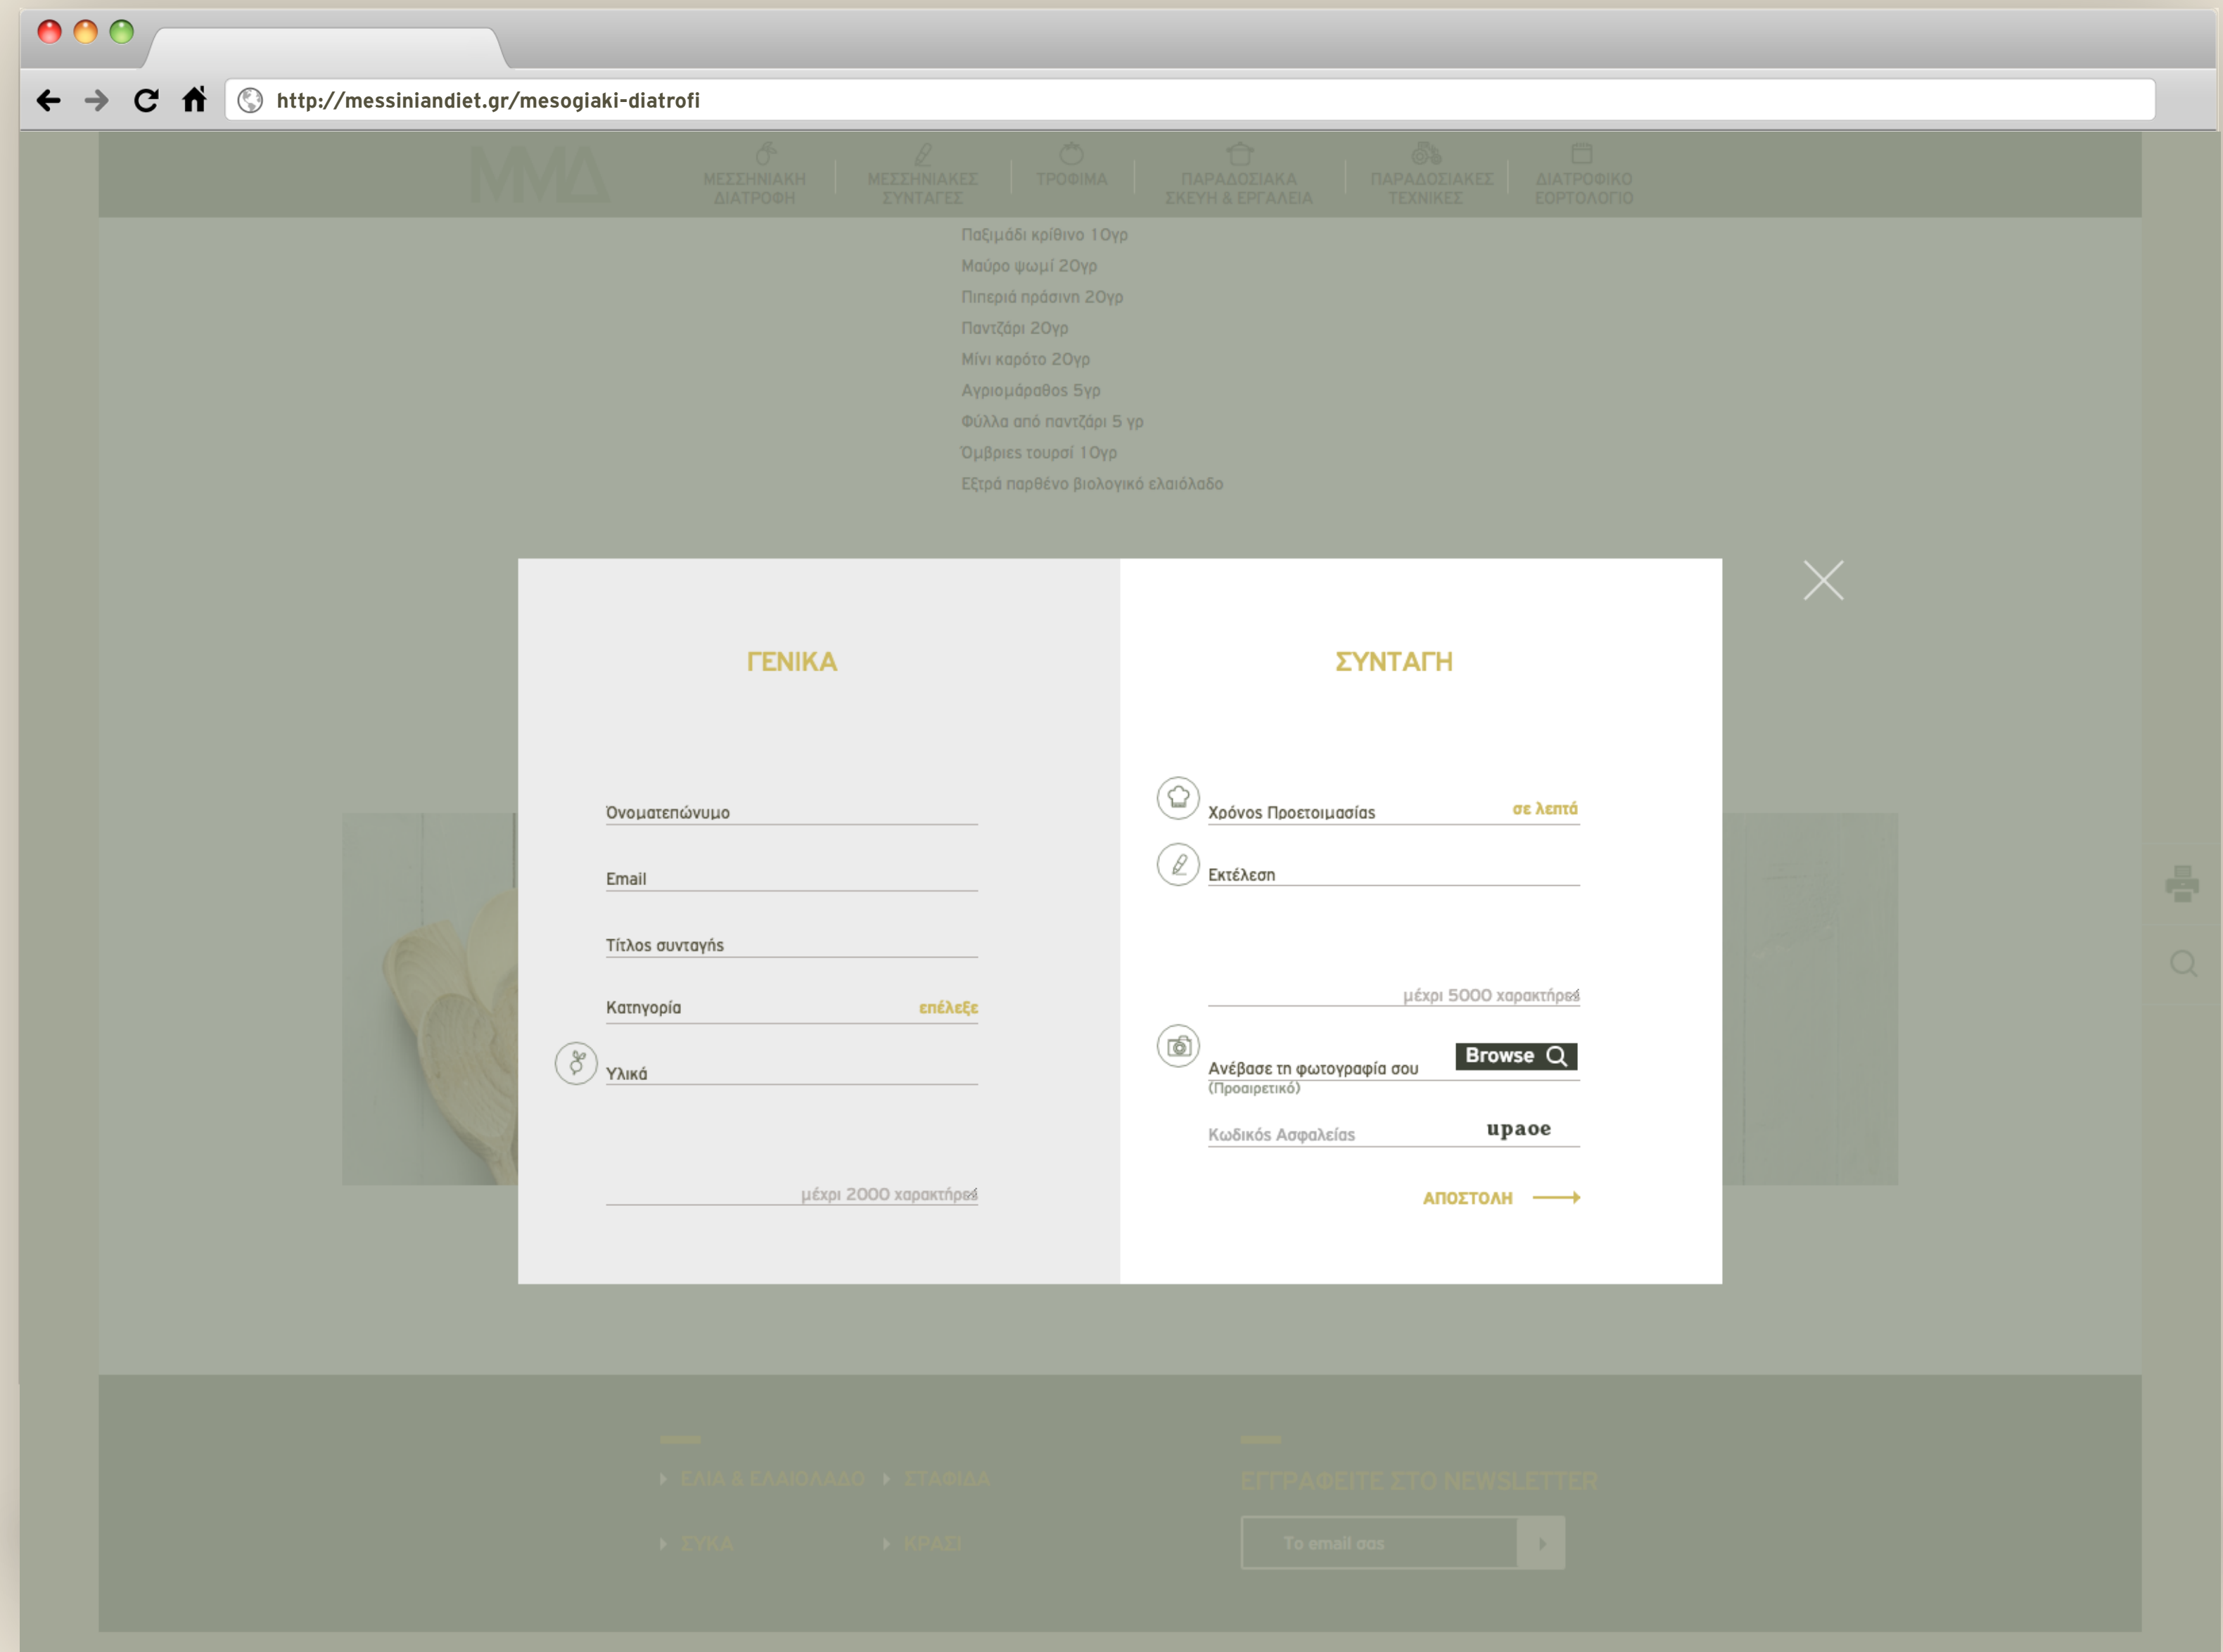 http://messiniandiet.gr/mesogiaki-diatrofi
ΜΜΔ
ΜΕΣΣΗΝΙΑΚΗ
ΔΙΑΤΡΟΦΗ
ΜΕΣΣΗΝΙΑΚΕΣ
ΣΥΝΤΑΓΕΣ
ΤΡΟΦΙΜΑ
ΠΑΡΑΔΟΣΙΑΚΑ
ΣΚΕΥΗ & ΕΡΓΑΛΕΙΑ
ΠΑΡΑΔΟΣΙΑΚΕΣ
ΤΕΧΝΙΚΕΣ
ΔΙΑΤΡΟΦΙΚΟ
ΕΟΡΤΟΛΟΓΙΟ
Παξιμάδι κρίθινο 10γρ
Μαύρο ψωμί 20γρ
Πιπεριά πράσινη 20γρ
Παντζάρι 20γρ
Μίνι καρότο 20γρ
Αγριομάραθος 5γρ
Φύλλα από παντζάρι 5 γρ
Όμβριες τουρσί 10γρ
Εξτρά παρθένο βιολογικό ελαιόλαδο
ΓΕΝΙΚΑ
Όνοματεπώνυμο
Email
Τίτλος συνταγής
Κατηγορία επέλεξε
Υλικά
μέχρι 2000 χαρακτήρες
ΣΥΝΤΑΓΗ
Χρόνος Προετοιμασίας σε λεπτά
Εκτέλεση
μέχρι 5000 χαρακτήρες
Ανέβασε τη φωτογραφία σου Browse
(Προαιρετικό)
Κωδικός Ασφαλείας upaoe
ΑΠΟΣΤΟΛΗ
ΕΛΙΑ & ΕΛΑΙΟΛΑΔΟ ΣΤΑΦΙΔΑ
ΣΥΚΑ ΚΡΑΣΙ
ΕΓΓΡΑΦΕΙΤΕ ΣΤΟ NEWSLETTER
Το email σας